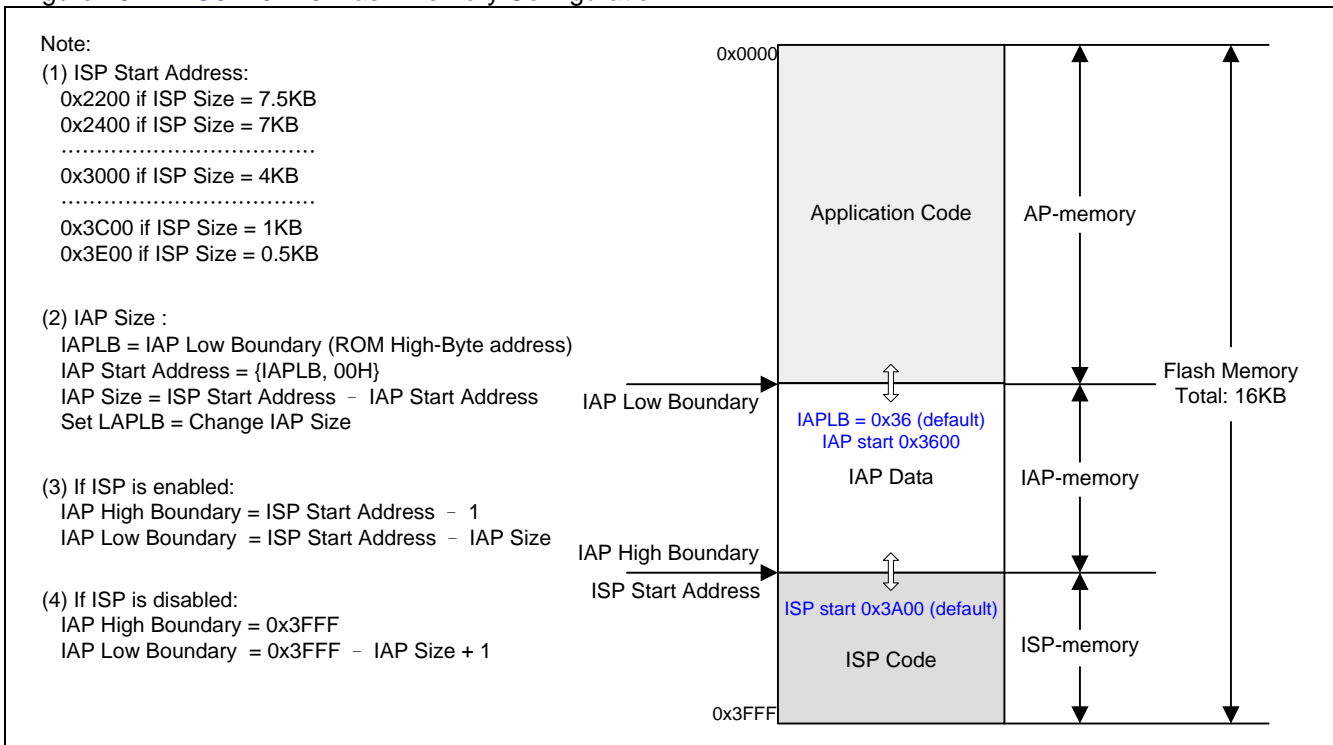 Note:
(1) ISP Start Address:
0x2200 if ISP Size = 7.5KB
0x2400 if ISP Size = 7KB
....................................
0x3000 if ISP Size = 4KB
....................................
0x3C00 if ISP Size = 1KB
0x3E00 if ISP Size = 0.5KB
(2) IAP Size :
IAPLB = IAP Low Boundary (ROM High-Byte address)
IAP Start Address = {IAPLB, 00H}
IAP Size = ISP Start Address – IAP Start Address
Set LAPLB = Change IAP Size
(3) If ISP is enabled:
IAP High Boundary = ISP Start Address – 1
IAP Low Boundary = ISP Start Address – IAP Size
(4) If ISP is disabled:
IAP High Boundary = 0x3FFF
IAP Low Boundary = 0x3FFF – IAP Size + 1
0x0000
Application Code
AP-memory
IAP Low Boundary
IAPLB = 0x36 (default)
IAP start 0x3600
IAP Data
IAP-memory
Flash Memory
Total: 16KB
IAP High Boundary
ISP Start Address
ISP start 0x3A00 (default)
ISP Code
ISP-memory
0x3FFF